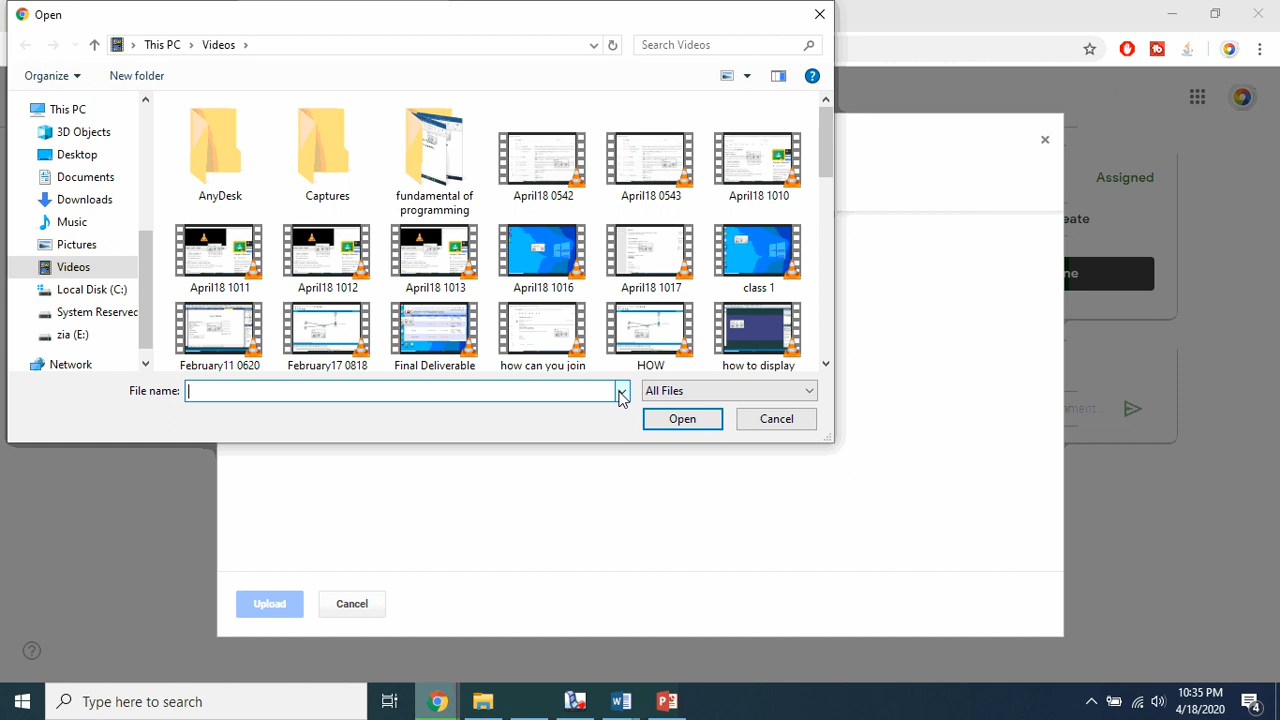 Open
This PC
Videos
Search Videos
Organize
New folder
This PC
3D Objects
Desktop
Documents
Downloads
Music
Pictures
Videos
Local Disk (C:)
System Reserved
zia (E:)
Network
AnyDesk
Captures
fundamental of
programming
April18 0542
April18 0543
April18 1010
April18 1011
April18 1012
April18 1013
April18 1016
April18 1017
class 1
February11 0620
February17 0818
Final Deliverable
how can you join
HOW
how to display
File name:
All Files
Open
Cancel
Assigned
eate
ne
ment...
Upload
Cancel
Type here to search
10:35 PM
4/18/2020
4